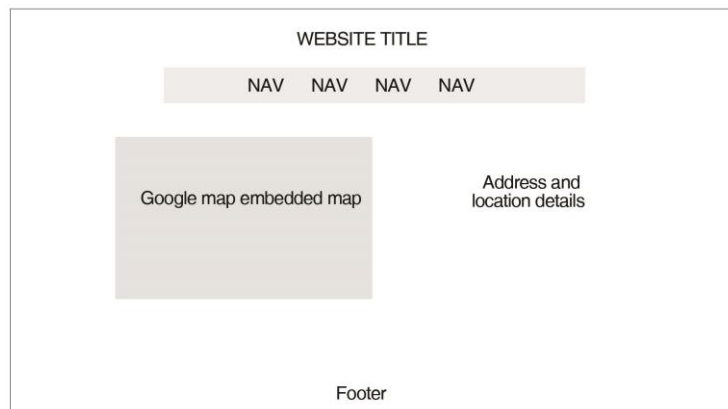 WEBSITE TITLE
NAV NAV NAV NAV
Google map embedded map
Address and
location details
Footer